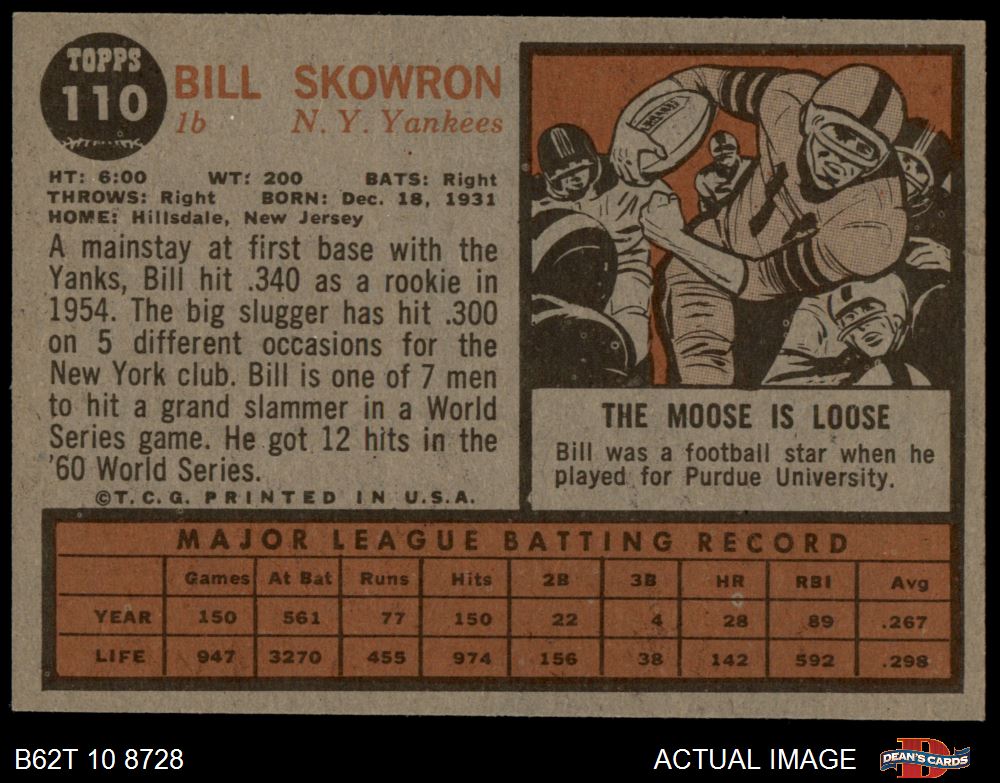 TOPPS
110
BILL SKOWRON
1b N. Y. Yankees
HT: 6:00 WT: 200 BATS: Right
THROWS: Right BORN: Dec. 18, 1931
HOME: Hillsdale, New Jersey
A mainstay at first base with the
Yanks, Bill hit .340 as a rookie in
1954. The big slugger has hit .300
on 5 different occasions for the
New York club. Bill is one of 7 men
to hit a grand slammer in a World
Series game. He got 12 hits in the
'60 World Series.
©T.C.G. PRINTED IN U.S.A.
THE MOOSE IS LOOSE
Bill was a football star when he
played for Purdue University.
MAJOR LEAGUE BATTING RECORD
Games At Bat Runs Hits 2B 3B HR RBI Avg
YEAR 150 561 77 150 22 4 28 89 .267
LIFE 947 3270 455 974 156 38 142 592 .298
B62T 10 8728 ACTUAL IMAGE DEAN'S CARDS